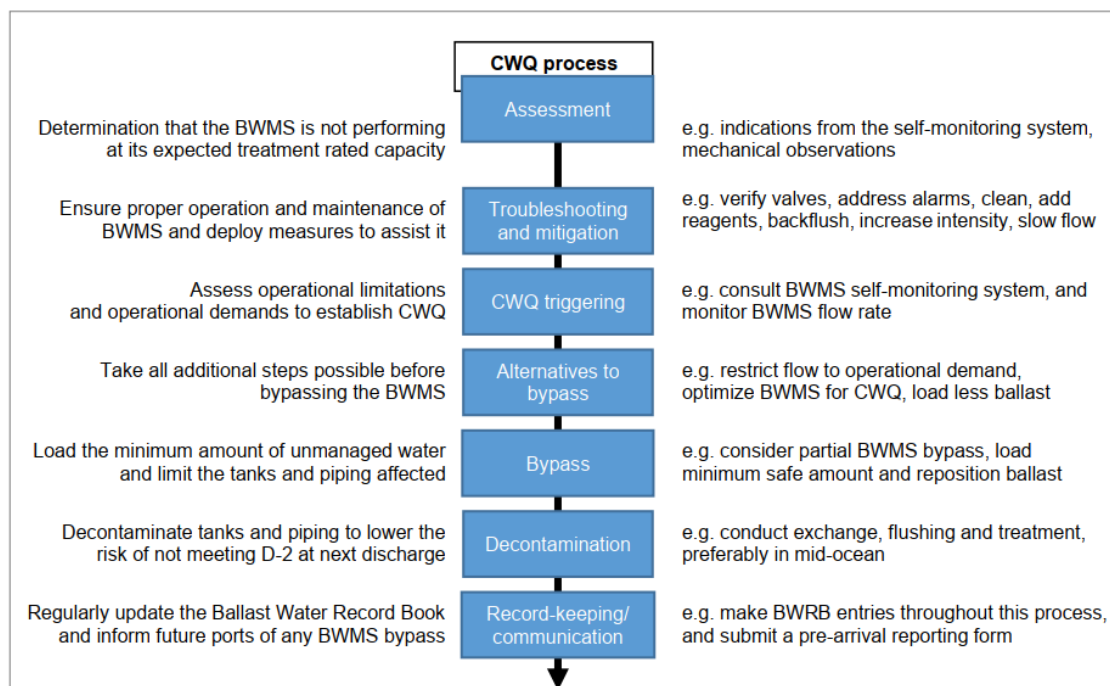 CWQ process
Assessment
Determination that the BWMS is not performing
at its expected treatment rated capacity
e.g. indications from the self-monitoring system,
mechanical observations
Ensure proper operation and maintenance of
BWMS and deploy measures to assist it
Troubleshooting
and mitigation
e.g. verify valves, address alarms, clean, add
reagents, backflush, increase intensity, slow flow
Assess operational limitations
and operational demands to establish CWQ
CWQ triggering
e.g. consult BWMS self-monitoring system, and
monitor BWMS flow rate
Take all additional steps possible before
bypassing the BWMS
Alternatives to
bypass
e.g. restrict flow to operational demand,
optimize BWMS for CWQ, load less ballast
Load the minimum amount of unmanaged water
and limit the tanks and piping affected
Bypass
e.g. consider partial BWMS bypass, load
minimum safe amount and reposition ballast
Decontaminate tanks and piping to lower the
risk of not meeting D-2 at next discharge
Decontamination
e.g. conduct exchange, flushing and treatment,
preferably in mid-ocean
Regularly update the Ballast Water Record Book
and inform future ports of any BWMS bypass
Record-keeping/
communication
e.g. make BWRB entries throughout this process,
and submit a pre-arrival reporting form